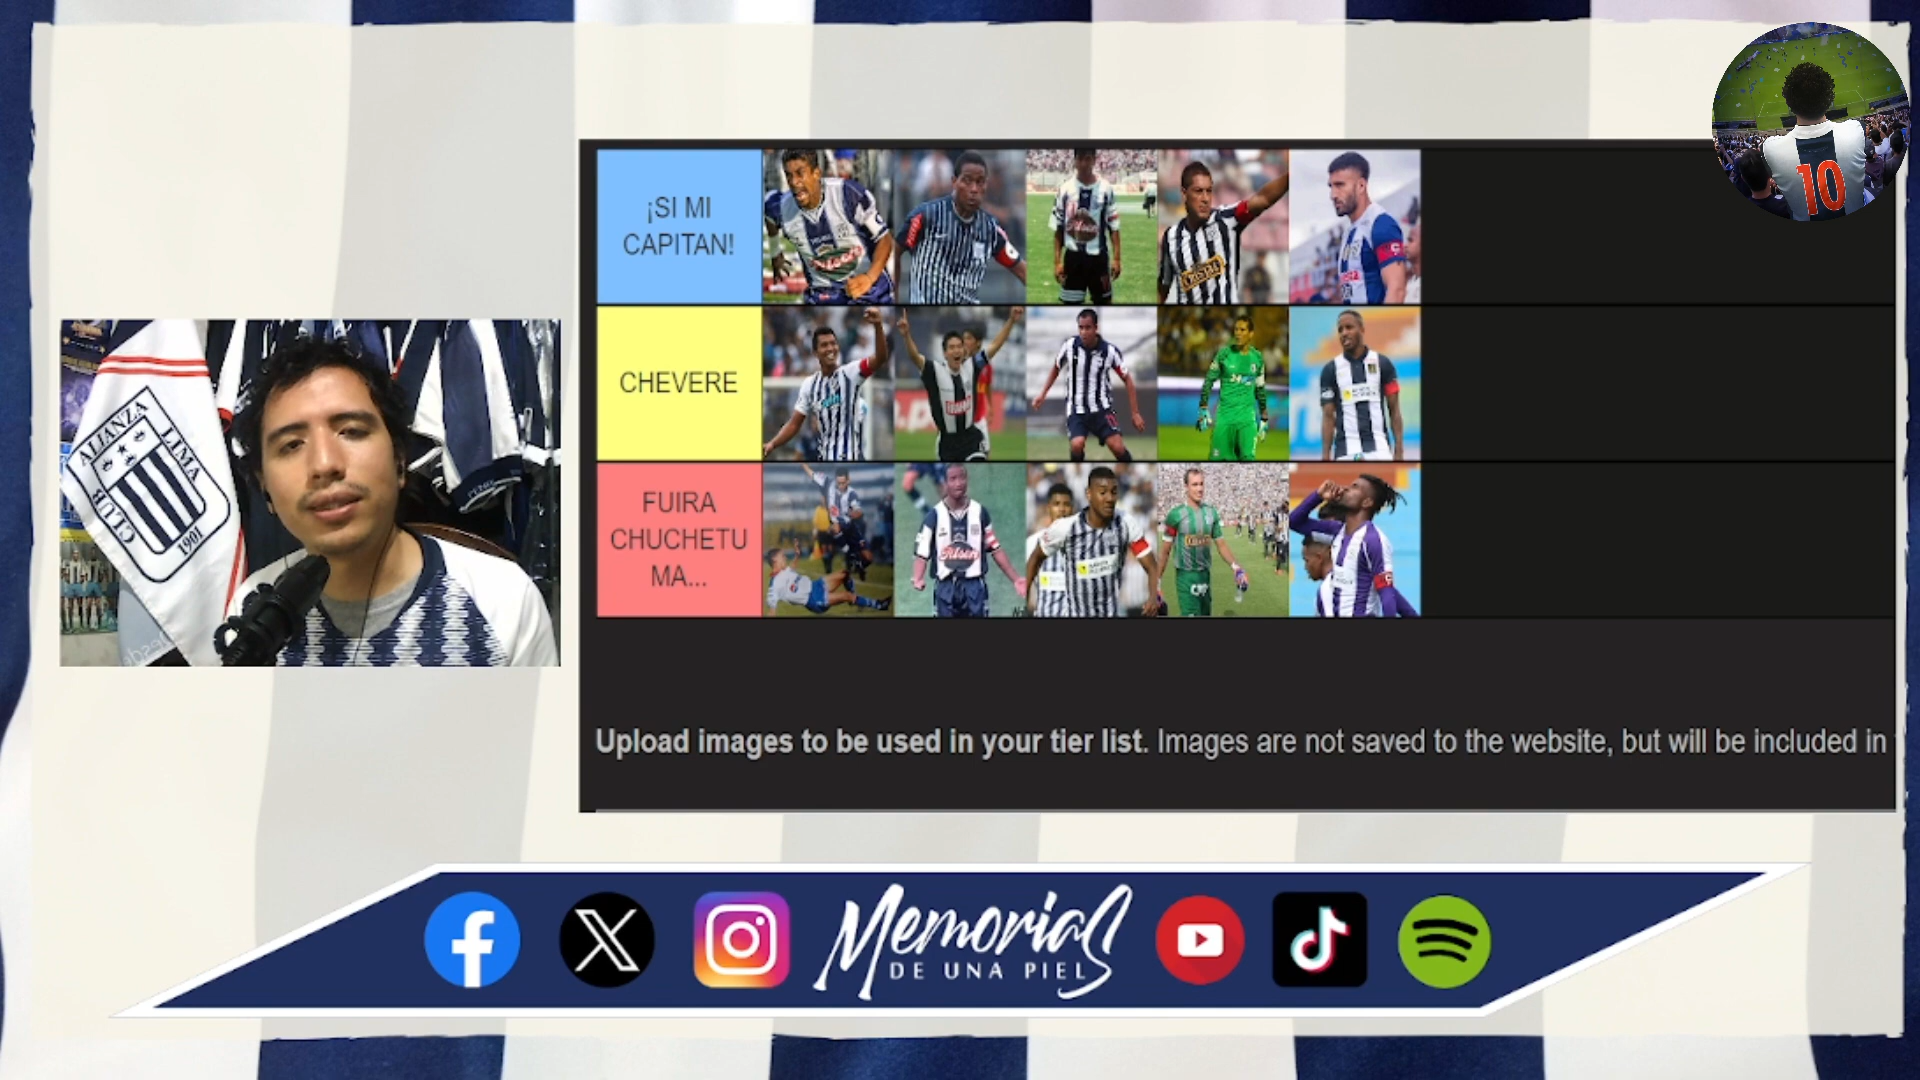 10
¡SI MI
CAPITAN!
CHEVERE
FUIRA
CHUCHETU
MA...
CLUB
ALIANZA
LIMA
1901
Upload images to be used in your tier list. Images are not saved to the website, but will be included in
Memorias
DE UNA PIEL